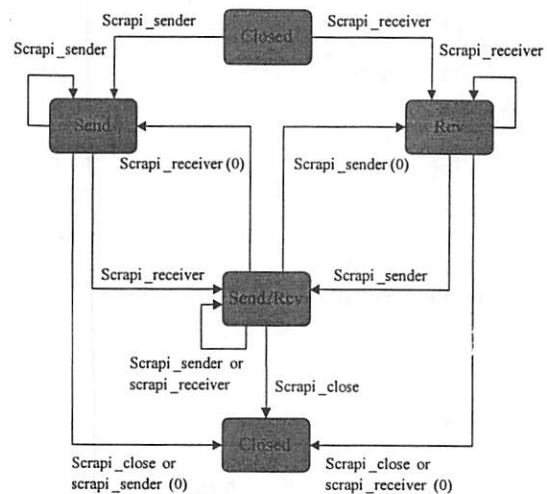 Scrapi_sender
Closed
Scrapi_receiver
Scrapi_sender
Scrapi_receiver
Send
Rcv
Scrapi_receiver (0)
Scrapi_sender (0)
Scrapi_receiver
Scrapi_sender
Send/Rcv
Scrapi_sender or
scrapi_receiver
Scrapi_close
Closed
Scrapi_close or
scrapi_sender (0)
Scrapi_close or
scrapi_receiver (0)